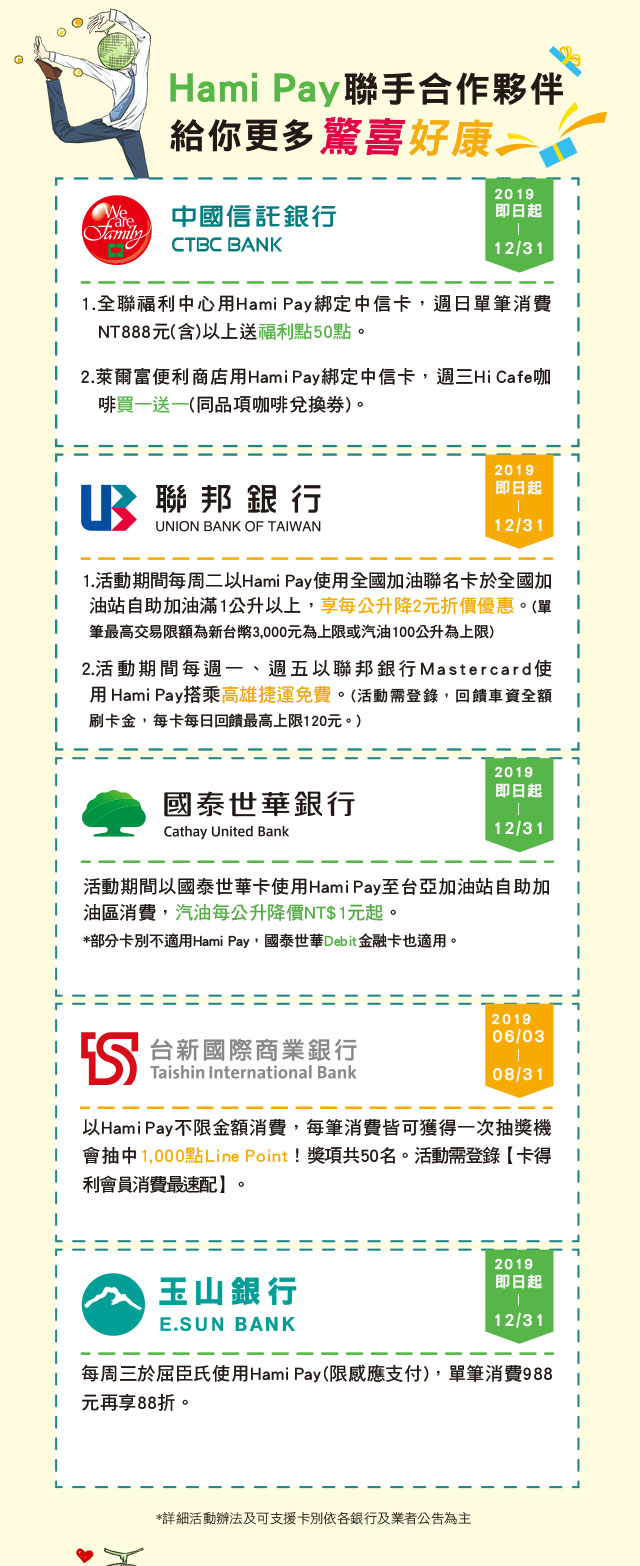 Hami Pay聯手合作夥伴
給你更多驚喜好康
We
are
Family
中國信託銀行
CTBC BANK
2019
即日起
|
12/31
1.全聯福利中心用Hami Pay綁定中信卡，週日單筆消費
NT888元(含)以上送福利點50點。
2.萊爾富便利商店用Hami Pay綁定中信卡，週三Hi Cafe咖
啡買一送一(同品項咖啡兌換券)。
聯邦銀行
UNION BANK OF TAIWAN
2019
即日起
|
12/31
1.活動期間每周二以Hami Pay使用全國加油聯名卡於全國加
油站自助加油滿1公升以上，享每公升降2元折價優惠。(單
筆最高交易限額為新台幣3,000元為上限或汽油100公升為上限)
2.活動期間每週一、週五以聯邦銀行Mastercard使
用 Hami Pay搭乘高雄捷運免費。(活動需登錄，回饋車資全額
刷卡金，每卡每日回饋最高上限120元。)
國泰世華銀行
Cathay United Bank
2019
即日起
|
12/31
活動期間以國泰世華卡使用Hami Pay至台亞加油站自助加
油區消費，汽油每公升降價NT$1元起。
*部分卡別不適用Hami Pay，國泰世華Debit金融卡也適用。
台新國際商業銀行
Taishin International Bank
2019
06/03
|
08/31
以Hami Pay不限金額消費，每筆消費皆可獲得一次抽獎機
會抽中1,000點Line Point！獎項共50名。活動需登錄【卡得
利會員消費最速配】。
玉山銀行
E.SUN BANK
2019
即日起
|
12/31
每周三於屈臣氏使用Hami Pay(限感應支付)，單筆消費988
元再享88折。
*詳細活動辦法及可支援卡別依各銀行及業者公告為主